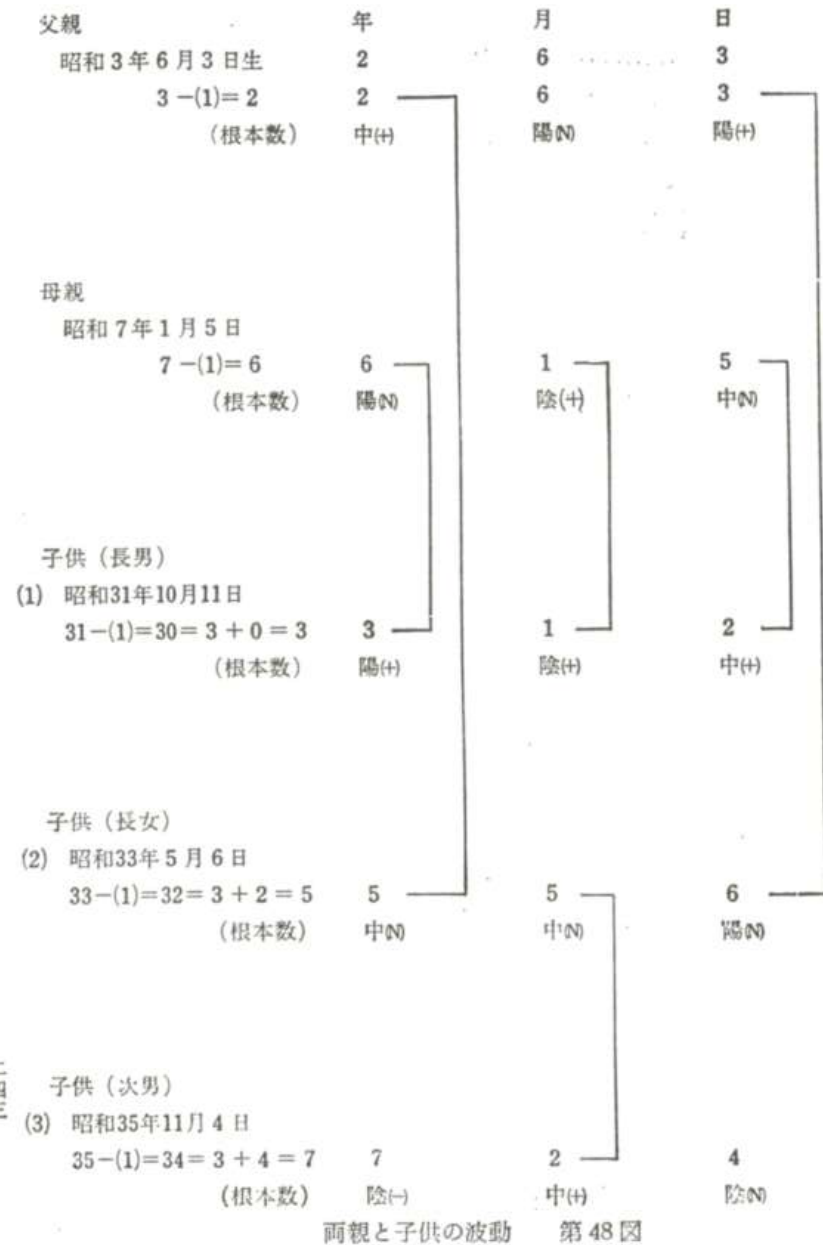 父親 年 月 日
昭和3年6月3日生 2 6 3
3-(1)=2 2 6 3
(根本数) 中(+) 陽(N) 陽(+)
母親
昭和7年1月5日
7-(1)=6 6 1 5
(根本数) 陽(N) 陰(+) 中(N)
子供(長男)
(1) 昭和31年10月11日
31-(1)=30=3+0=3 3 1 2
(根本数) 陽(+) 陰(+) 中(+)
子供(長女)
(2) 昭和33年5月6日
33-(1)=32=3+2=5 5 5 6
(根本数) 中(N) 中(N) 陽(N)
子供(次男)
(3) 昭和35年11月4日
35-(1)=34=3+4=7 7 2 4
(根本数) 陰(-) 中(+) 陰(N)
両親と子供の波動 第48図